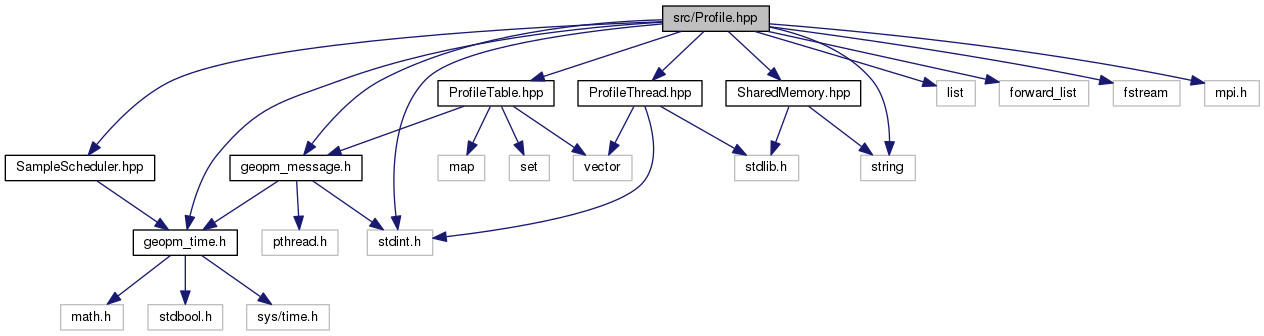 src/Profile.hpp
ProfileTable.hpp
ProfileThread.hpp
SharedMemory.hpp
list
forward_list
fstream
mpi.h
SampleScheduler.hpp
geopm_message.h
map
set
vector
stdlib.h
string
geopm_time.h
pthread.h
stdint.h
math.h
stdbool.h
sys/time.h